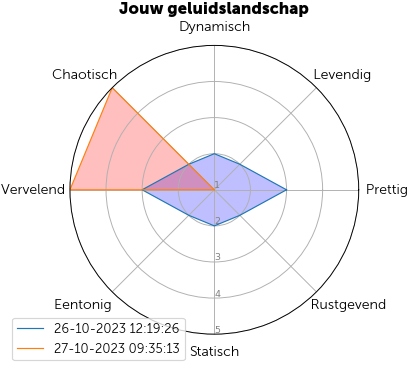 Jouw geluidslandschap
Dynamisch
Chaotisch
Levendig
Vervelend
Prettig
1
2
3
4
5
Eentonig
Rustgevend
Statisch
26-10-2023 12:19:26
27-10-2023 09:35:13